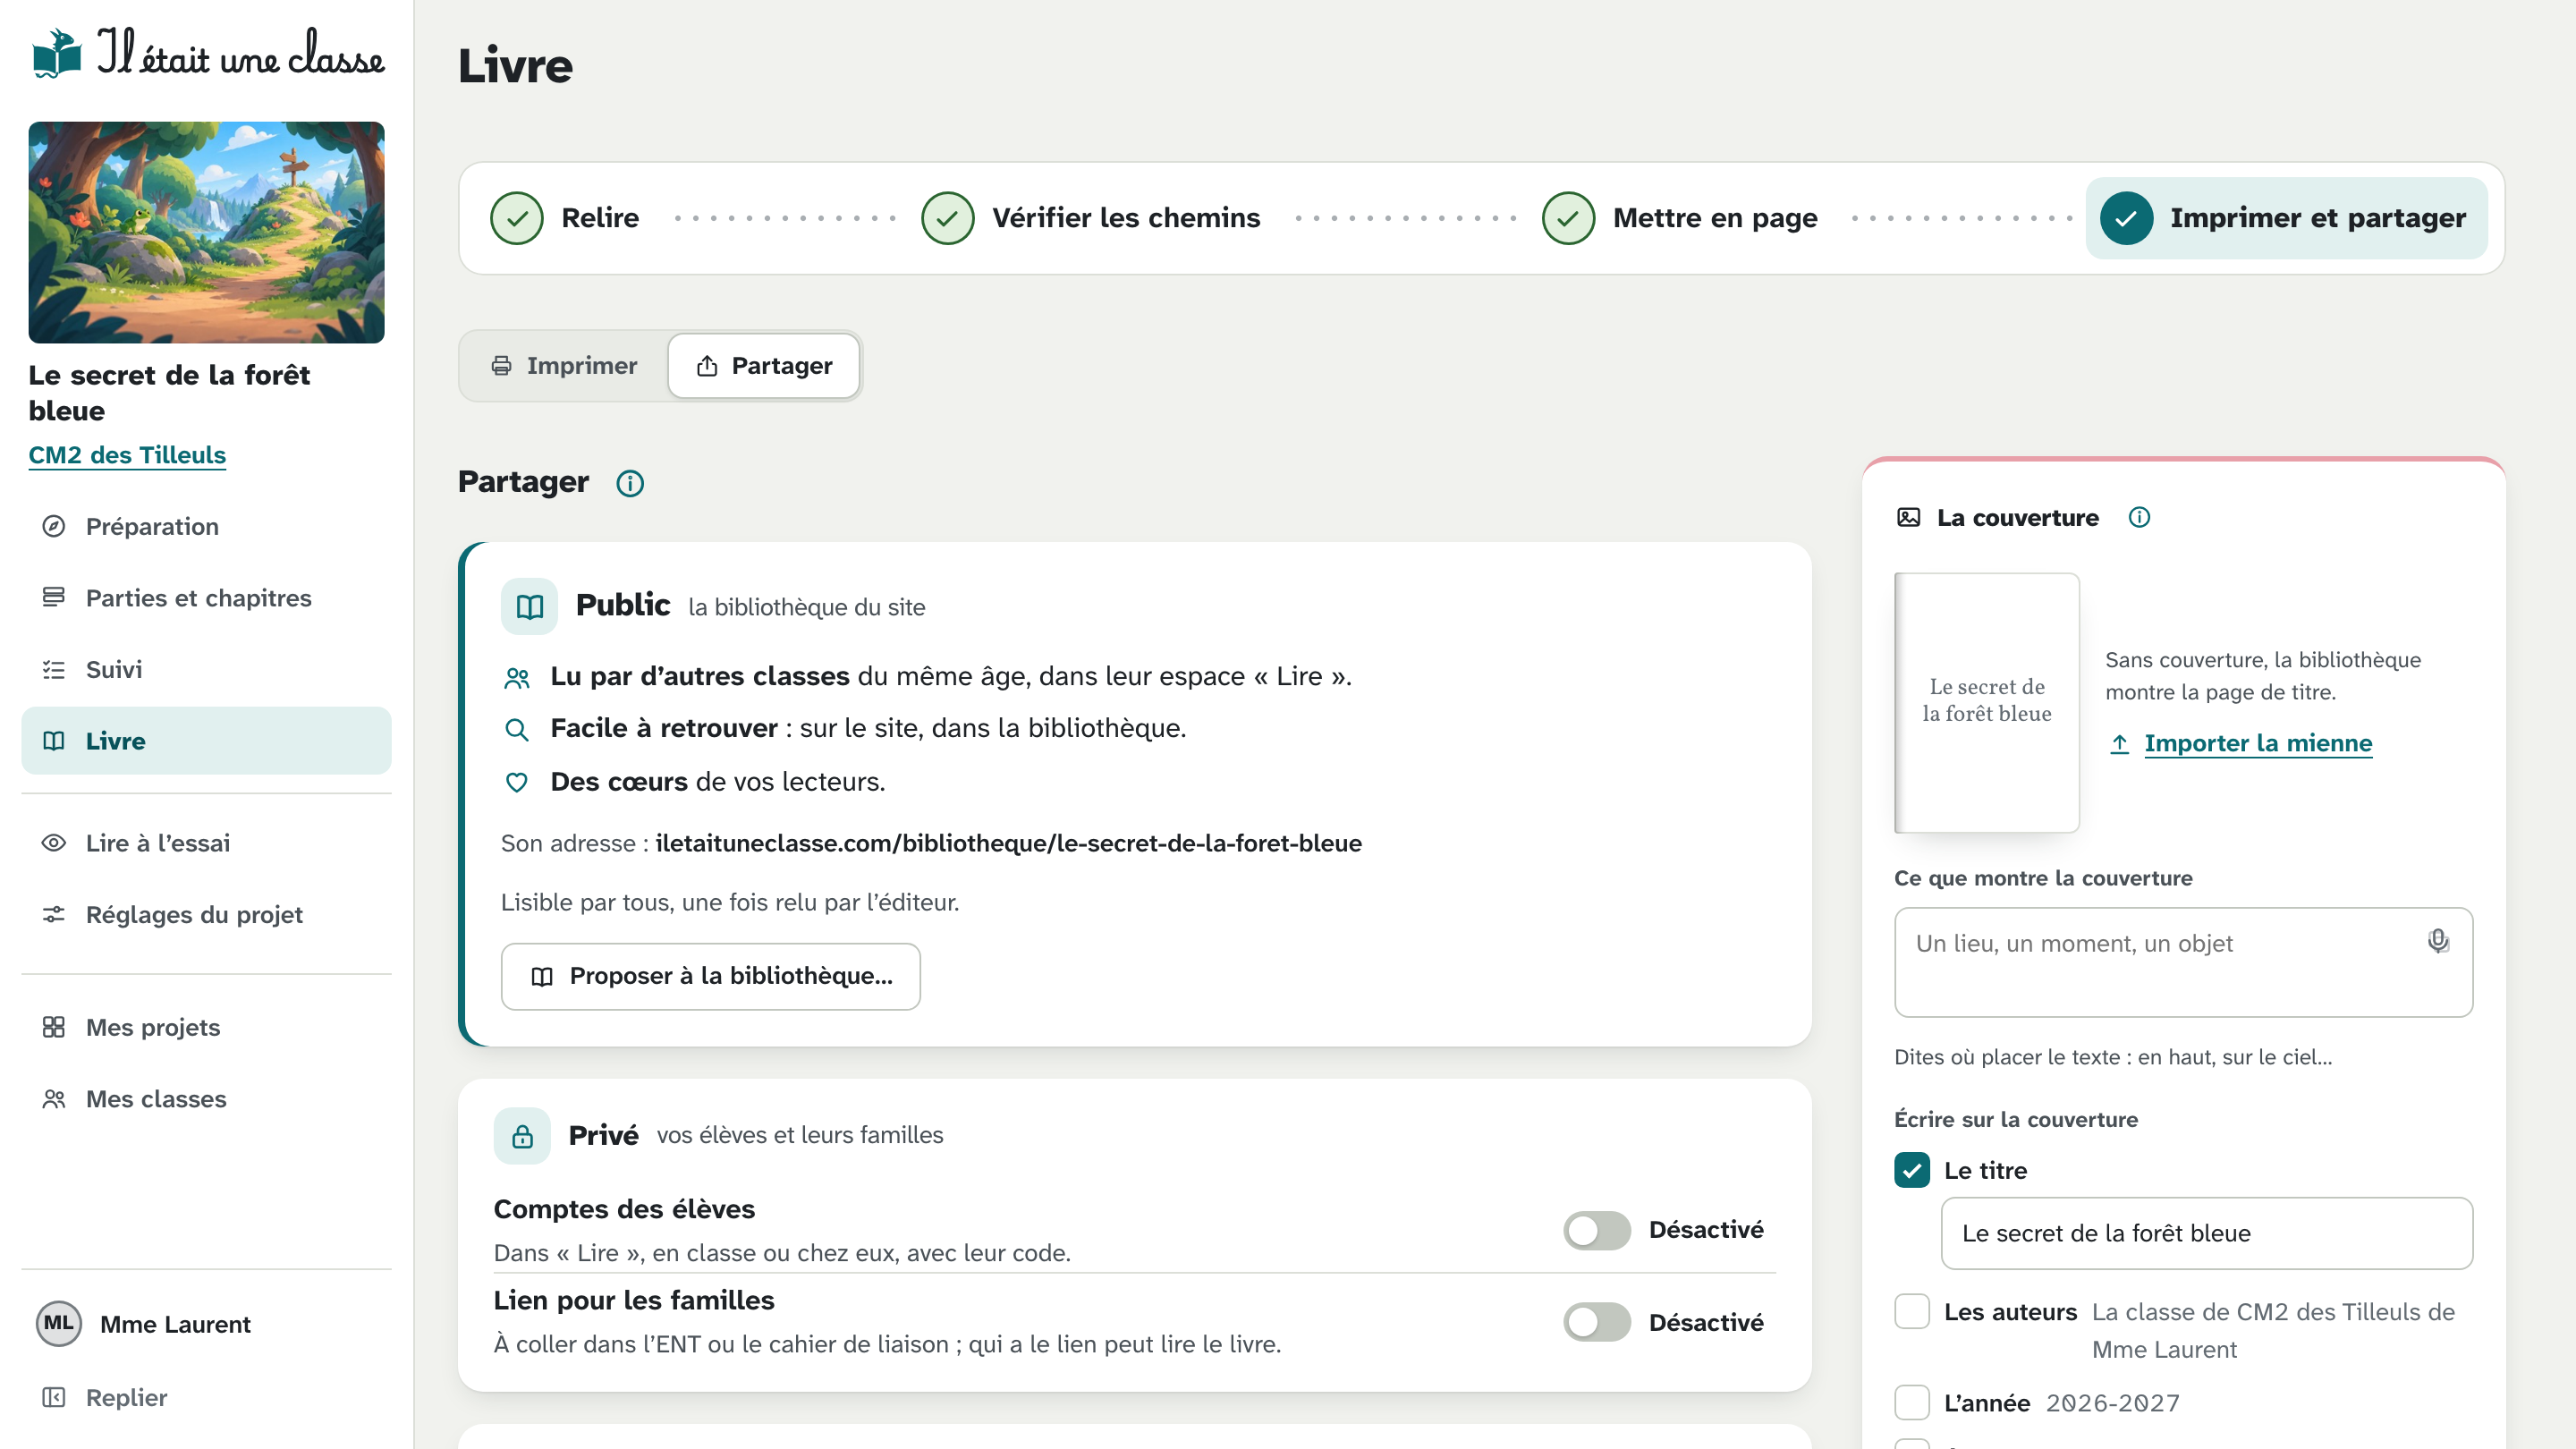 Il était une classe
Le secret de la forêt
bleue
CM2 des Tilleuls
Préparation
Parties et chapitres
Suivi
Livre
Lire à l’essai
Réglages du projet
Mes projets
Mes classes
ML Mme Laurent
Replier
Livre
Relire
Vérifier les chemins
Mettre en page
Imprimer et partager
Imprimer
Partager
Partager
Public la bibliothèque du site
Lu par d’autres classes du même âge, dans leur espace « Lire ».
Facile à retrouver : sur le site, dans la bibliothèque.
Des cœurs de vos lecteurs.
Son adresse : iletaituneclasse.com/bibliotheque/le-secret-de-la-foret-bleue
Lisible par tous, une fois relu par l’éditeur.
Proposer à la bibliothèque…
Privé vos élèves et leurs familles
Comptes des élèves
Dans « Lire », en classe ou chez eux, avec leur code.
Désactivé
Lien pour les familles
À coller dans l’ENT ou le cahier de liaison ; qui a le lien peut lire le livre.
Désactivé
La couverture
Le secret de
la forêt bleue
Sans couverture, la bibliothèque
montre la page de titre.
Importer la mienne
Ce que montre la couverture
Un lieu, un moment, un objet
Dites où placer le texte : en haut, sur le ciel…
Écrire sur la couverture
Le titre
Le secret de la forêt bleue
Les auteurs La classe de CM2 des Tilleuls de
Mme Laurent
L’année 2026-2027